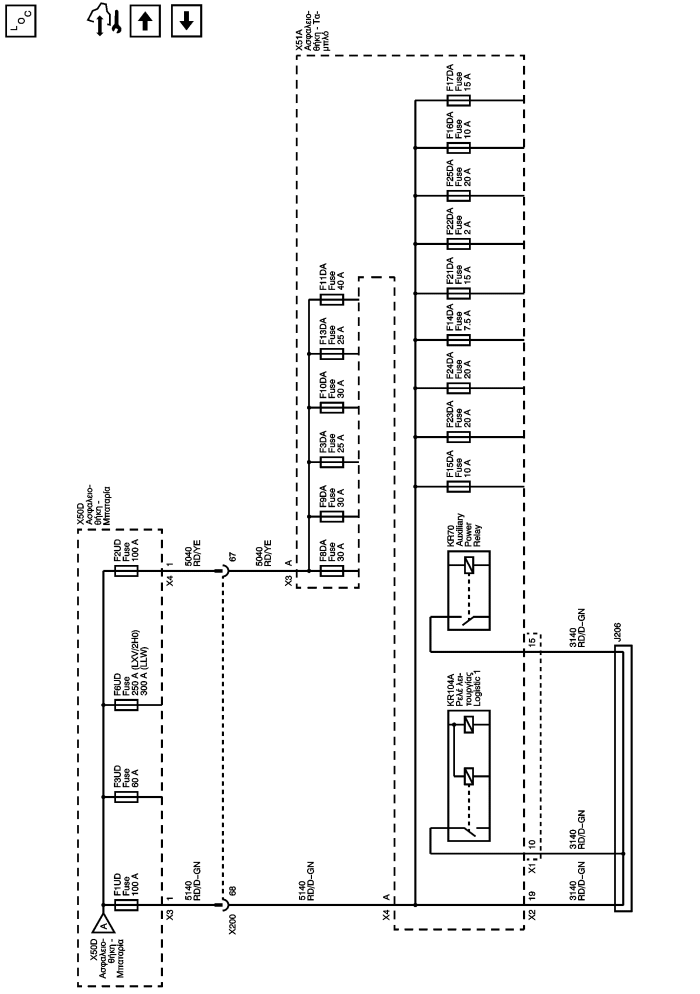 LOC
X51A
Ασφαλειο-
θήκη - Τα-
μπλό
F17DA
Fuse
15 A
F16DA
Fuse
10 A
F25DA
Fuse
20 A
F22DA
Fuse
2 A
F21DA
Fuse
15 A
F14DA
Fuse
7.5 A
F24DA
Fuse
20 A
F23DA
Fuse
20 A
F15DA
Fuse
10 A
F11DA
Fuse
40 A
F13DA
Fuse
25 A
F10DA
Fuse
30 A
F3DA
Fuse
25 A
F9DA
Fuse
30 A
F8DA
Fuse
30 A
X50D
Ασφαλειο-
θήκη -
Μπαταρία
F2UD
Fuse
100 A
1
X4
5040
RD/YE
67
5040
RD/YE
A
X3
F6UD
Fuse
250 A (LXV/2H0)
300 A (LLW)
F3UD
Fuse
60 A
F1UD
Fuse
100 A
A
X50D
Ασφαλειο-
θήκη -
Μπαταρία
1
X3
5140
RD/D-GN
68
X200
5140
RD/D-GN
A
X4
KR70
Auxiliary
Power
Relay
KR104A
Ρελέ λει-
τουργίας
Logistic 1
15
3140
RD/D-GN
J206
10
X1
3140
RD/D-GN
19
X2
3140
RD/D-GN